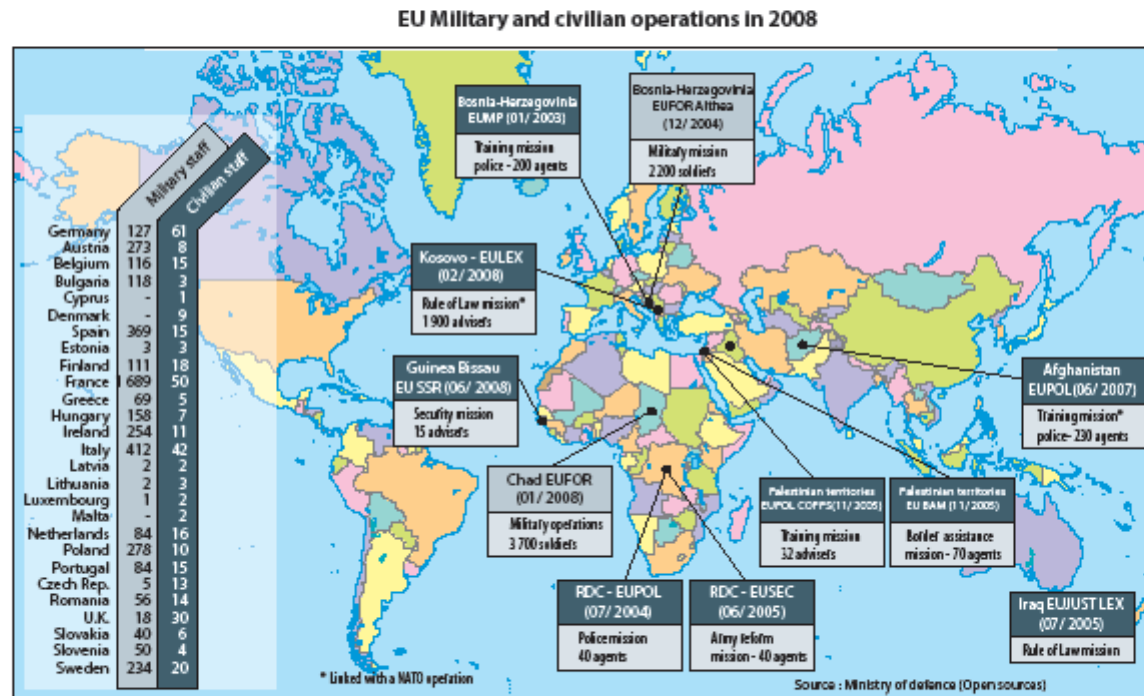 EU Military and civilian operations in 2008
Military staff
Civilian staff
Germany 127 61
Austria 273 8
Belgium 116 15
Bulgaria 118 3
Cyprus - 1
Denmark - 9
Spain 369 15
Estonia 3 3
Finland 111 18
France 1 689 50
Greece 69 5
Hungary 158 7
Ireland 254 11
Italy 412 42
Latvia 2 2
Lithuania 2 3
Luxembourg 1 2
Malta - 2
Netherlands 84 16
Poland 278 10
Portugal 84 15
Czech Rep. 5 13
Romania 56 14
U.K. 18 30
Slovakia 40 6
Slovenia 50 4
Sweden 234 20
Bosnia-Herzegovinia
EUMP (01/2003)
Training mission
police - 200 agents
Bosnia-Herzegovinia
EUFOR Althea
(12/2004)
Military mission
2 200 soldiers
Kosovo - EULEX
(02/2008)
Rule of Law mission*
1 900 advisers
Guinea Bissau
EU SSR (06/2008)
Security mission
15 advisers
Chad EUFOR
(01/2008)
Military operations
3 700 soldiers
Afghanistan
EUPOL (06/2007)
Training mission*
police- 230 agents
Palestinian territories
EUPOL COPPS (11/2005)
Training mission
32 advisers
Palestinian territories
EU BAM (11/2005)
Border assistance
mission - 70 agents
RDC - EUPOL
(07/2004)
Police mission
40 agents
RDC - EUSEC
(06/2005)
Army reform
mission - 40 agents
Iraq EUJUST LEX
(07/2005)
Rule of Law mission
* Linked with a NATO operation
Source : Ministry of defence (Open sources)